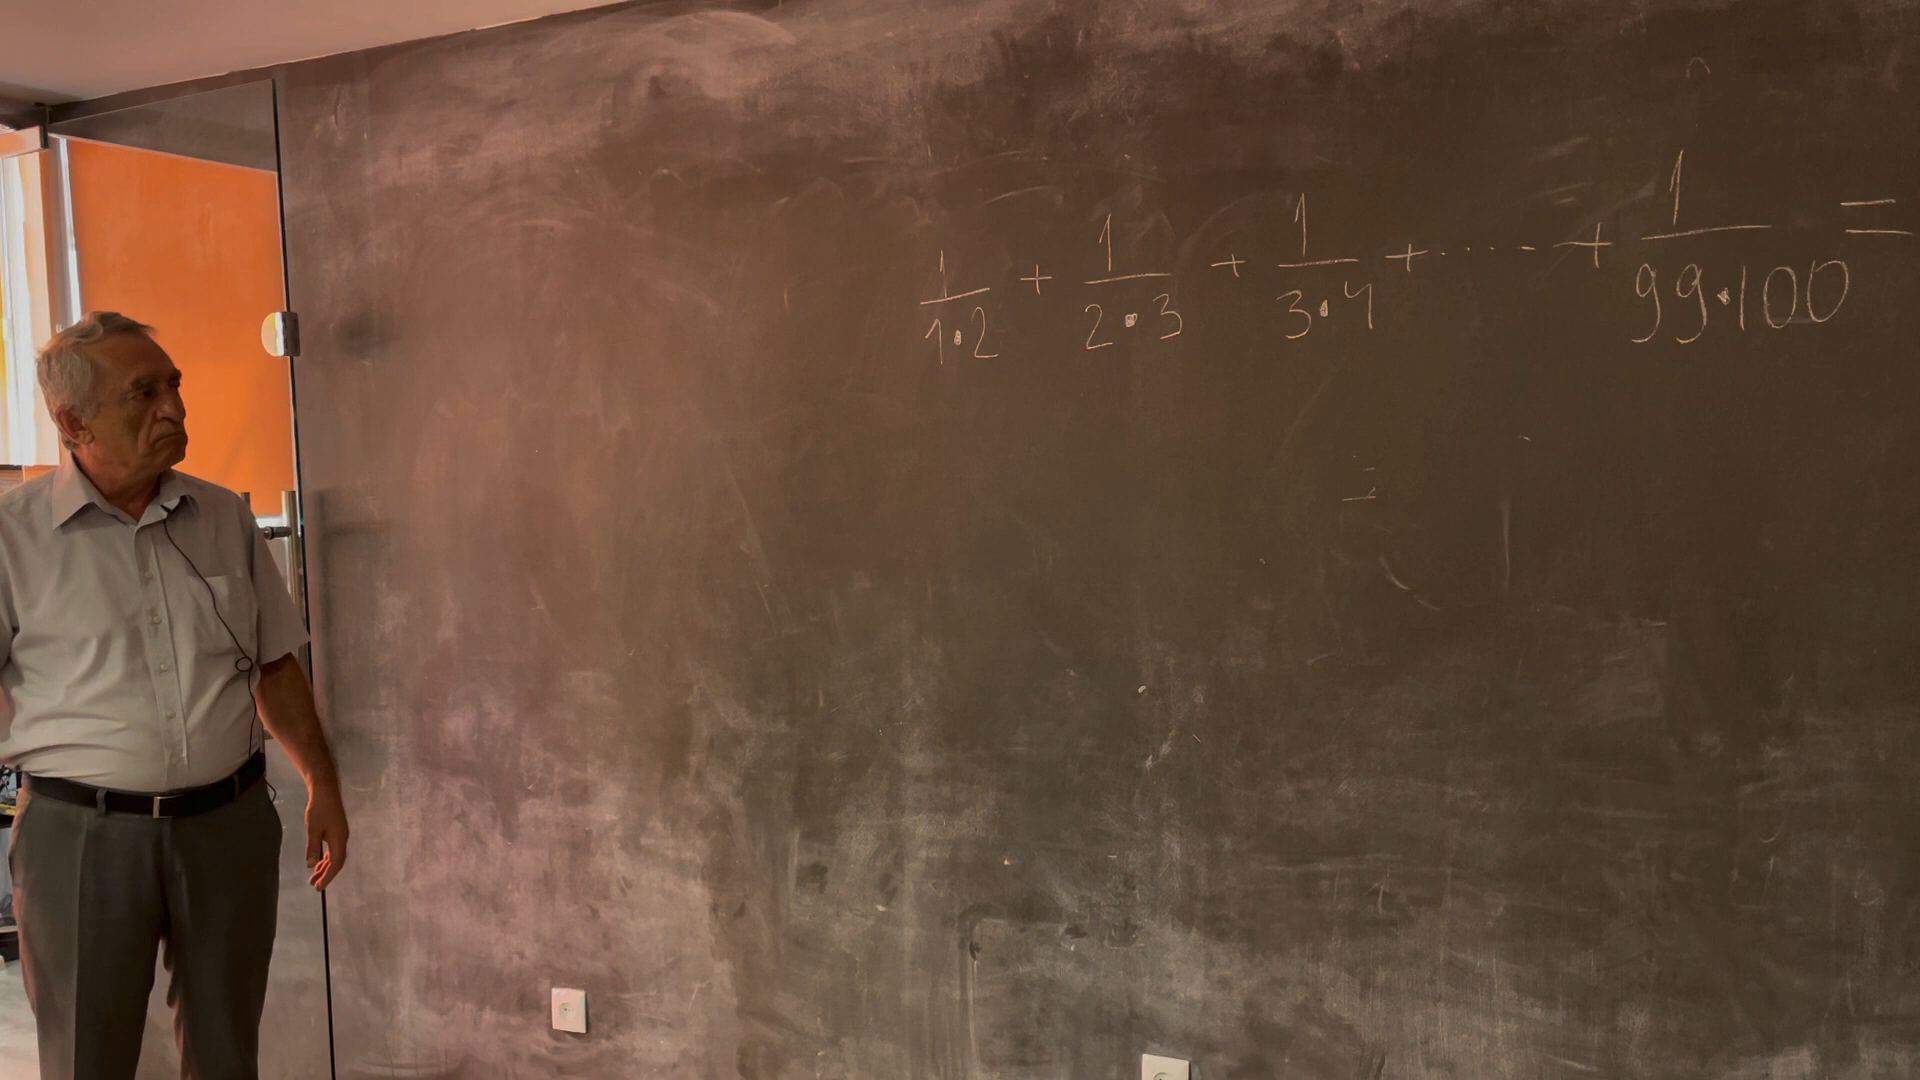 1/1•2 + 1/2•3 + 1/3•4 + ..... + 1/99•100 =
=